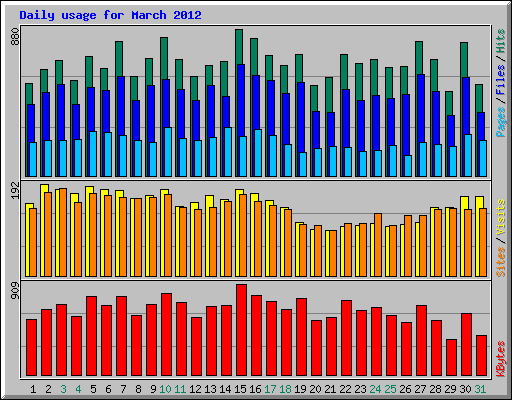 Daily usage for March 2012
880
Pages / Files / Hits
192
Sites / Visits
909
KBytes
1 2 3 4 5 6 7 8 9 10 11 12 13 14 15 16 17 18 19 20 21 22 23 24 25 26 27 28 29 30 31